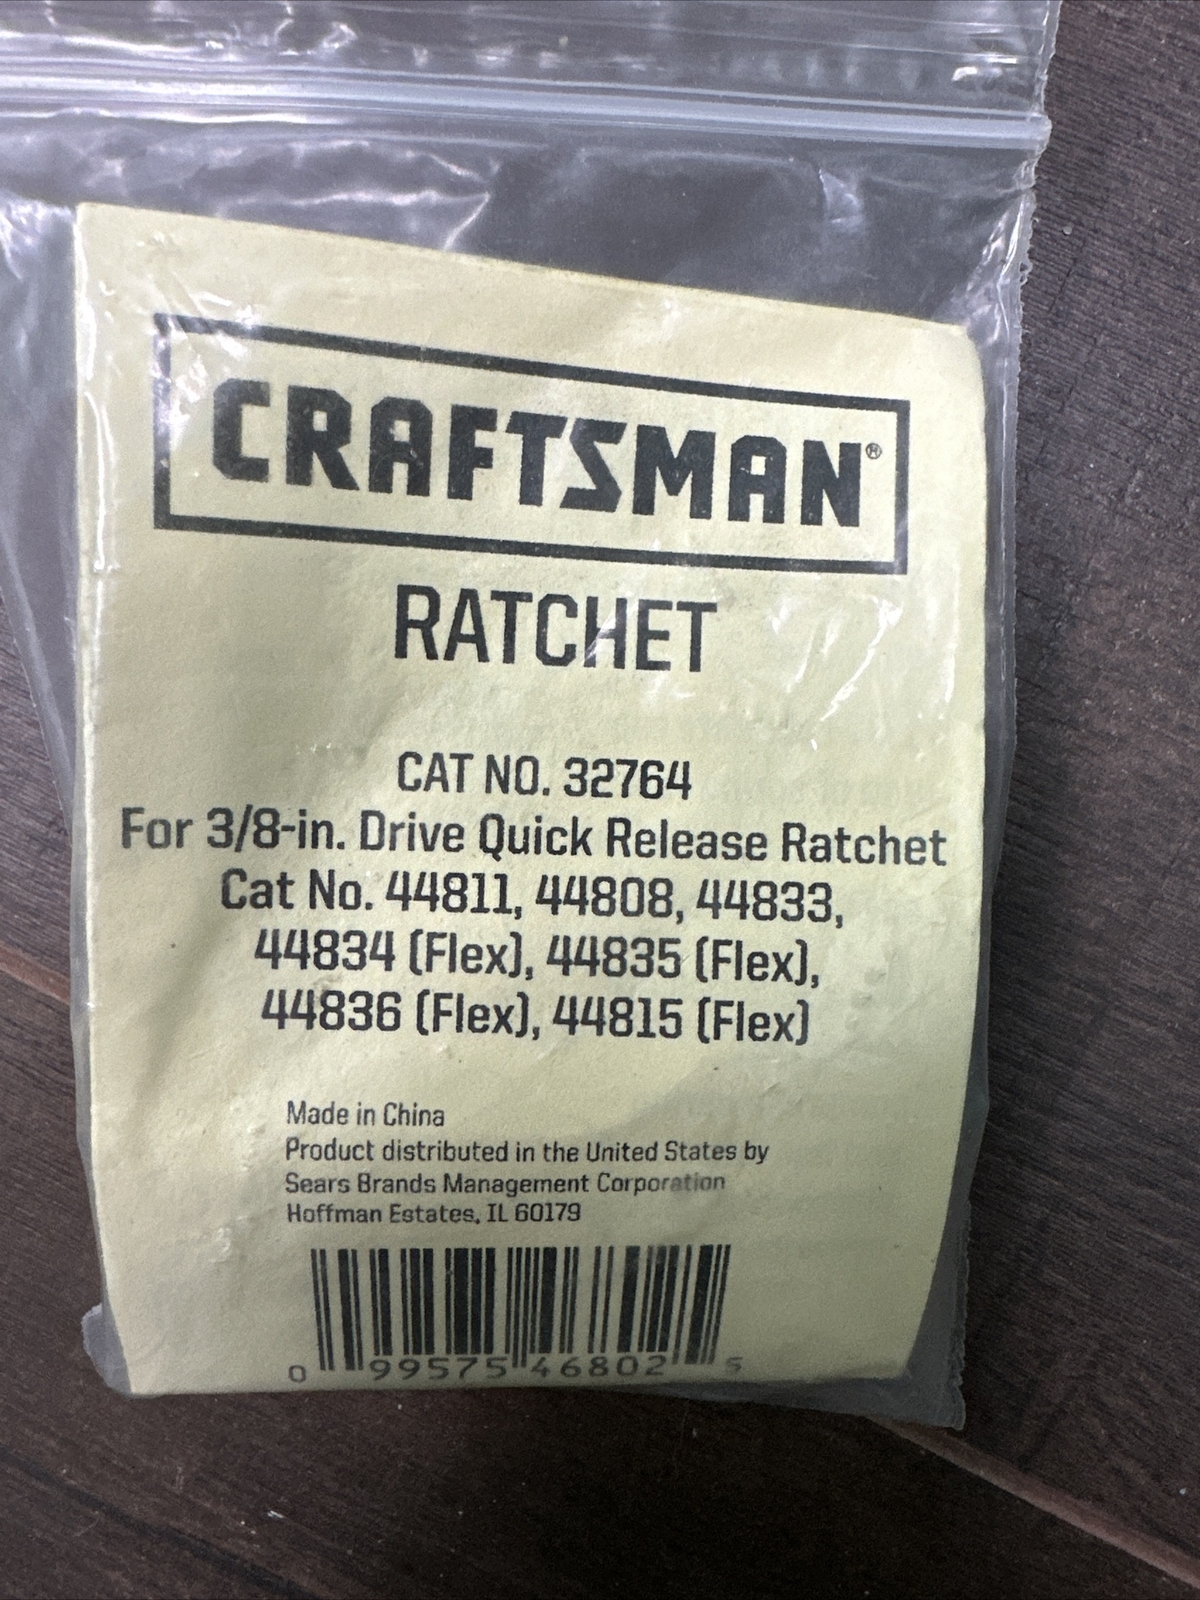 CRAFTSMAN®
RATCHET
CAT NO. 32764
For 3/8-in. Drive Quick Release Ratchet
Cat No. 44811, 44808, 44833,
44834 (Flex), 44835 (Flex),
44836 (Flex), 44815 (Flex)
Made in China
Product distributed in the United States by
Sears Brands Management Corporation
Hoffman Estates, IL 60179
0 99575 46802 5